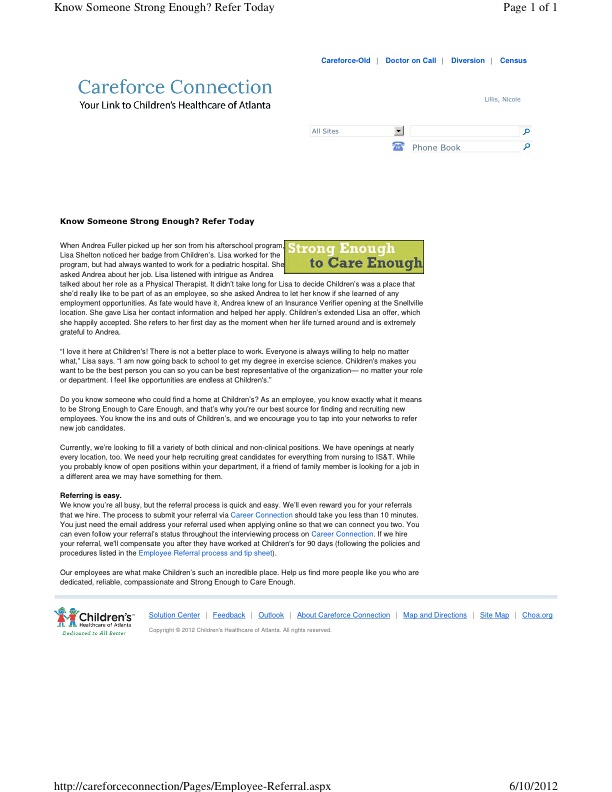 Know Someone Strong Enough? Refer Today
Page 1 of 1
Careforce-Old | Doctor on Call | Diversion | Census
Careforce Connection
Your Link to Children's Healthcare of Atlanta
Lillis, Nicole
All Sites
Phone Book
Know Someone Strong Enough? Refer Today
When Andrea Fuller picked up her son from his afterschool program,
Lisa Shelton noticed her badge from Children's. Lisa worked for the
program, but had always wanted to work for a pediatric hospital. She
asked Andrea about her job. Lisa listened with intrigue as Andrea
Strong Enough
to Care Enough
talked about her role as a Physical Therapist. It didn't take long for Lisa to decide Children's was a place that
she'd really like to be part of as an employee, so she asked Andrea to let her know if she learned of any
employment opportunities. As fate would have it, Andrea knew of an Insurance Verifier opening at the Snellville
location. She gave Lisa her contact information and helped her apply. Children's extended Lisa an offer, which
she happily accepted. She refers to her first day as the moment when her life turned around and is extremely
grateful to Andrea.
"I love it here at Children's! There is not a better place to work. Everyone is always willing to help no matter
what," Lisa says. "I am now going back to school to get my degree in exercise science. Children's makes you
want to be the best person you can so you can be best representative of the organization— no matter your role
or department. I feel like opportunities are endless at Children's."
Do you know someone who could find a home at Children's? As an employee, you know exactly what it means
to be Strong Enough to Care Enough, and that's why you're our best source for finding and recruiting new
employees. You know the ins and outs of Children's, and we encourage you to tap into your networks to refer
new job candidates.
Currently, we're looking to fill a variety of both clinical and non-clinical positions. We have openings at nearly
every location, too. We need your help recruiting great candidates for everything from nursing to IS&T. While
you probably know of open positions within your department, if a friend of family member is looking for a job in
a different area we may have something for them.
Referring is easy.
We know you're all busy, but the referral process is quick and easy. We'll even reward you for your referrals
that we hire. The process to submit your referral via Career Connection should take you less than 10 minutes.
You just need the email address your referral used when applying online so that we can connect you two. You
can even follow your referral's status throughout the interviewing process on Career Connection. If we hire
your referral, we'll compensate you after they have worked at Children's for 90 days (following the policies and
procedures listed in the Employee Referral process and tip sheet).
Our employees are what make Children's such an incredible place. Help us find more people like you who are
dedicated, reliable, compassionate and Strong Enough to Care Enough.
Children's
Healthcare of Atlanta
Dedicated to All Better
Solution Center | Feedback | Outlook | About Careforce Connection | Map and Directions | Site Map | Choa.org
Copyright © 2012 Children's Healthcare of Atlanta. All rights reserved.
http://careforceconnection/Pages/Employee-Referral.aspx
6/10/2012